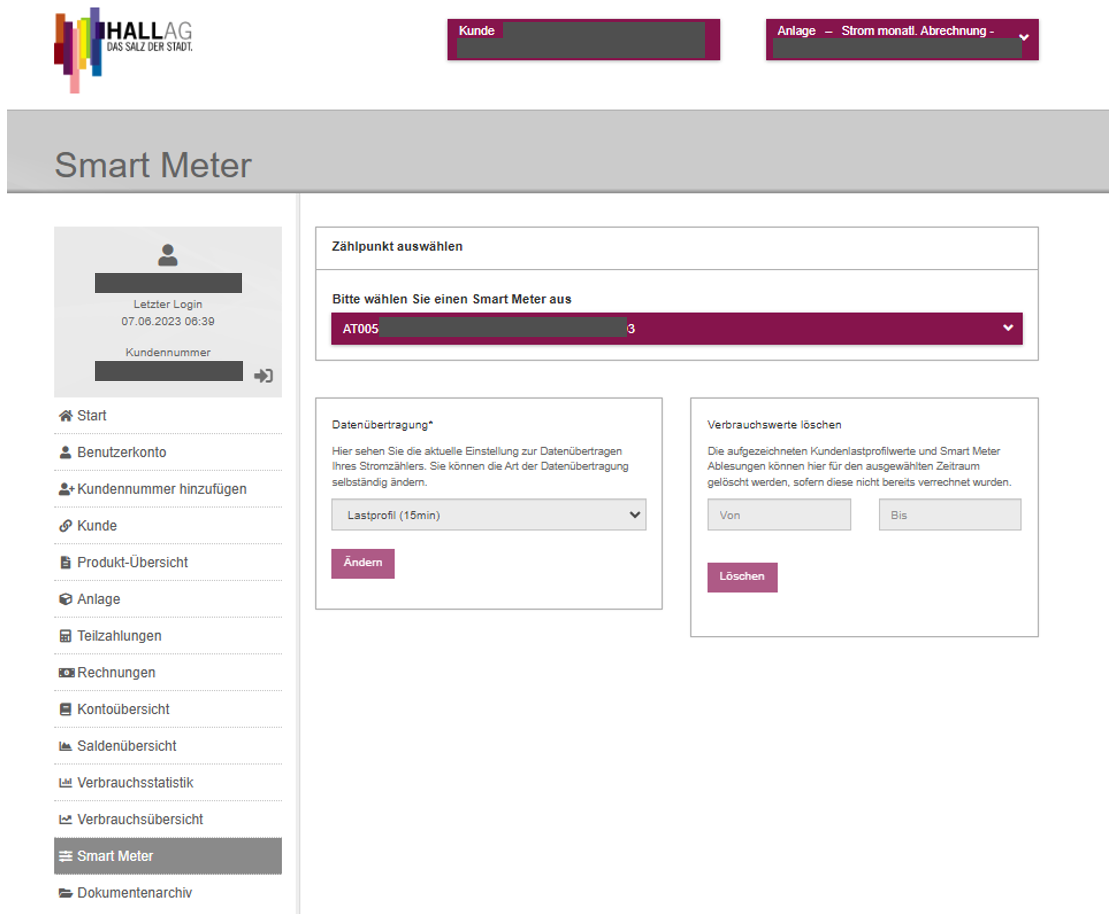 HALLAG
DAS SALZ DER STADT.
Kunde
Anlage – Strom monatl. Abrechnung -
Smart Meter
Letzter Login
07.06.2023 06:39
Kundennummer
Start
Benutzerkonto
Kundennummer hinzufügen
Kunde
Produkt-Übersicht
Anlage
Teilzahlungen
Rechnungen
Kontoübersicht
Saldenübersicht
Verbrauchsstatistik
Verbrauchsübersicht
Smart Meter
Dokumentenarchiv
Zählpunkt auswählen
Bitte wählen Sie einen Smart Meter aus
AT005 3
Datenübertragung*
Hier sehen Sie die aktuelle Einstellung zur Datenübertragen
Ihres Stromzählers. Sie können die Art der Datenübertragung
selbständig ändern.
Lastprofil (15min)
Ändern
Verbrauchswerte löschen
Die aufgezeichneten Kundenlastprofilwerte und Smart Meter
Ablesungen können hier für den ausgewählten Zeitraum
gelöscht werden, sofern diese nicht bereits verrechnet wurden.
Von Bis
Löschen